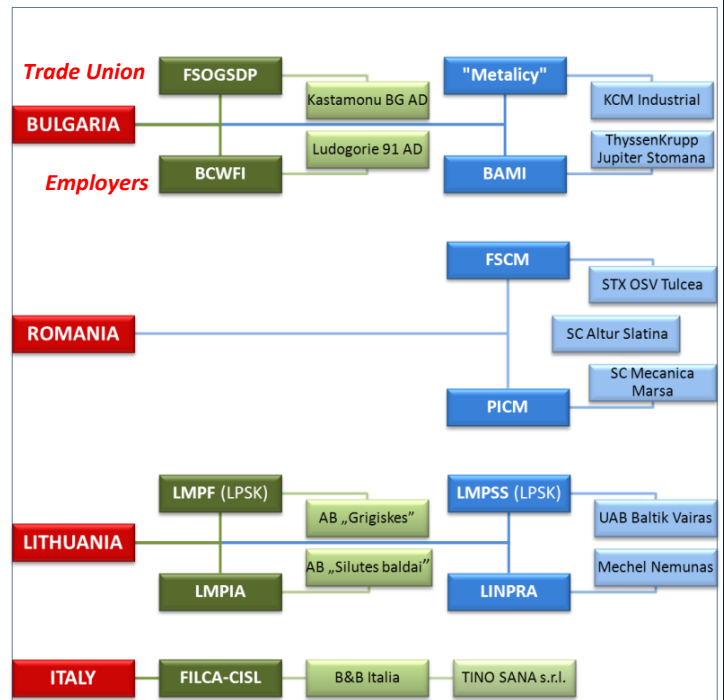 Trade Union
FSOGSDP
"Metalicy"
Kastamonu BG AD
KCM Industrial
BULGARIA
Ludogorie 91 AD
ThyssenKrupp
Jupiter Stomana
Employers
BCWFI
BAMI
FSCM
STX OSV Tulcea
ROMANIA
SC Altur Slatina
SC Mecanica
Marsa
PICM
LMPF (LPSK)
LMPSS (LPSK)
AB „Grigiskes”
UAB Baltik Vairas
LITHUANIA
AB „Silutes baldai”
Mechel Nemunas
LMPIA
LINPRA
ITALY
FILCA-CISL
B&B Italia
TINO SANA s.r.l.